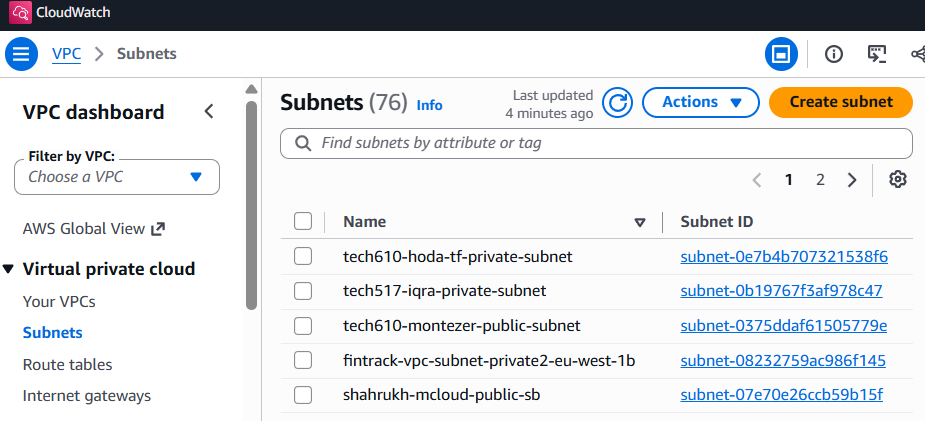 CloudWatch
VPC > Subnets
VPC dashboard
Filter by VPC:
Choose a VPC
AWS Global View
Virtual private cloud
Your VPCs
Subnets
Route tables
Internet gateways
Subnets (76) Info
Last updated
4 minutes ago
Actions
Create subnet
Find subnets by attribute or tag
1 2
Name Subnet ID
tech610-hoda-tf-private-subnet subnet-0e7b4b707321538f6
tech517-iqra-private-subnet subnet-0b19767f3af978c47
tech610-montezer-public-subnet subnet-0375ddaf61505779e
fintrack-vpc-subnet-private2-eu-west-1b subnet-08232759ac986f145
shahrukh-mcloud-public-sb subnet-07e70e26ccb59b15f